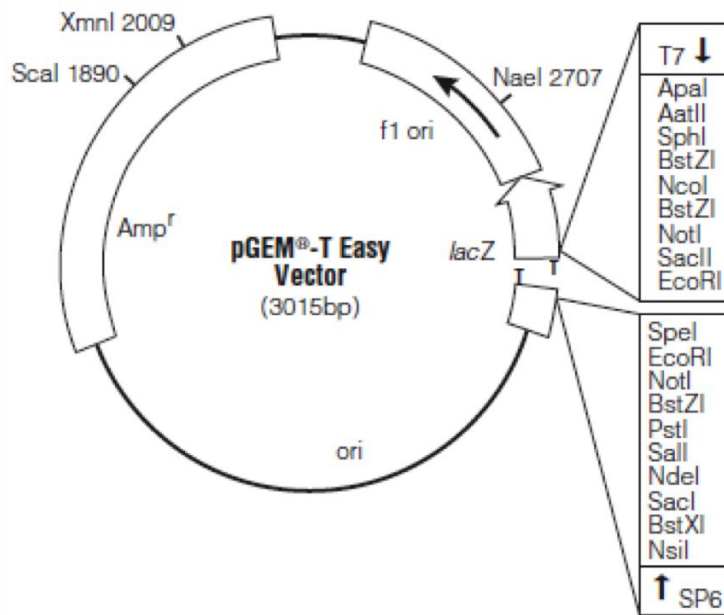 XmnI 2009
ScaI 1890
NaeI 2707
f1 ori
Ampʳ
pGEM®-T Easy
Vector
(3015bp)
lacZ
T
T
ori
T7 ↓
ApaI
AatII
SphI
BstZI
NcoI
BstZI
NotI
SacII
EcoRI
SpeI
EcoRI
NotI
BstZI
PstI
SalI
NdeI
SacI
BstXI
NsiI
↑ SP6